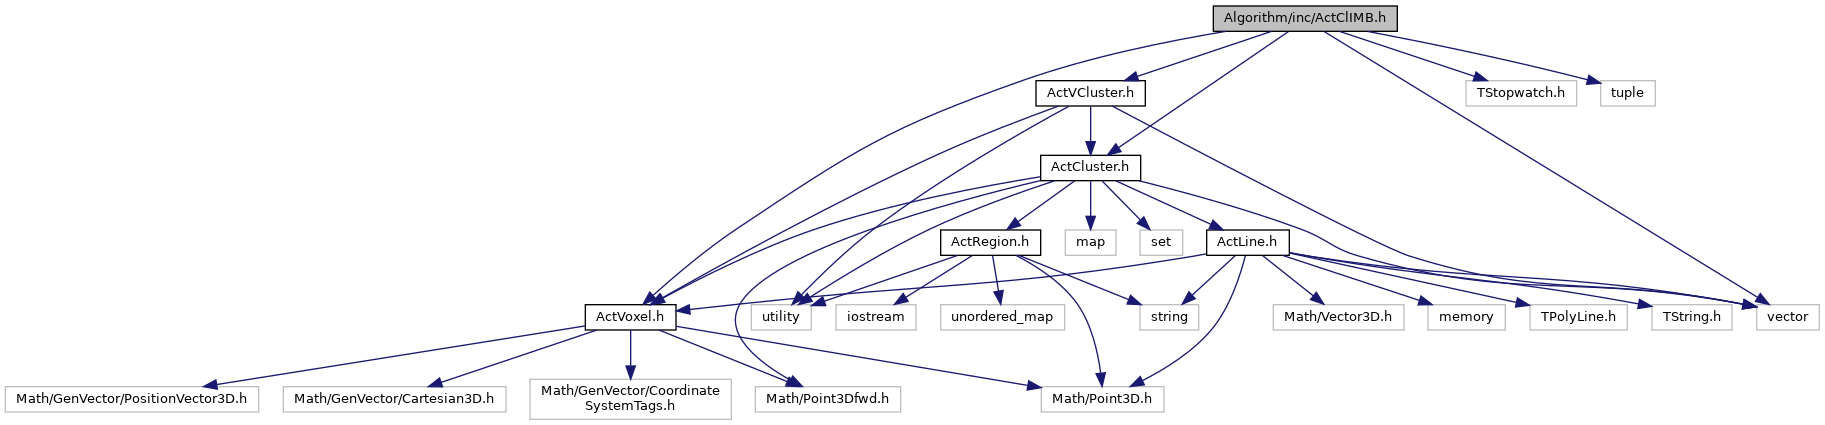 Algorithm/inc/ActClIMB.h
ActVCluster.h
TStopwatch.h
tuple
ActCluster.h
ActRegion.h
map
set
ActLine.h
ActVoxel.h
utility
iostream
unordered_map
string
Math/Vector3D.h
memory
TPolyLine.h
TString.h
vector
Math/GenVector/PositionVector3D.h
Math/GenVector/Cartesian3D.h
Math/GenVector/Coordinate
SystemTags.h
Math/Point3Dfwd.h
Math/Point3D.h